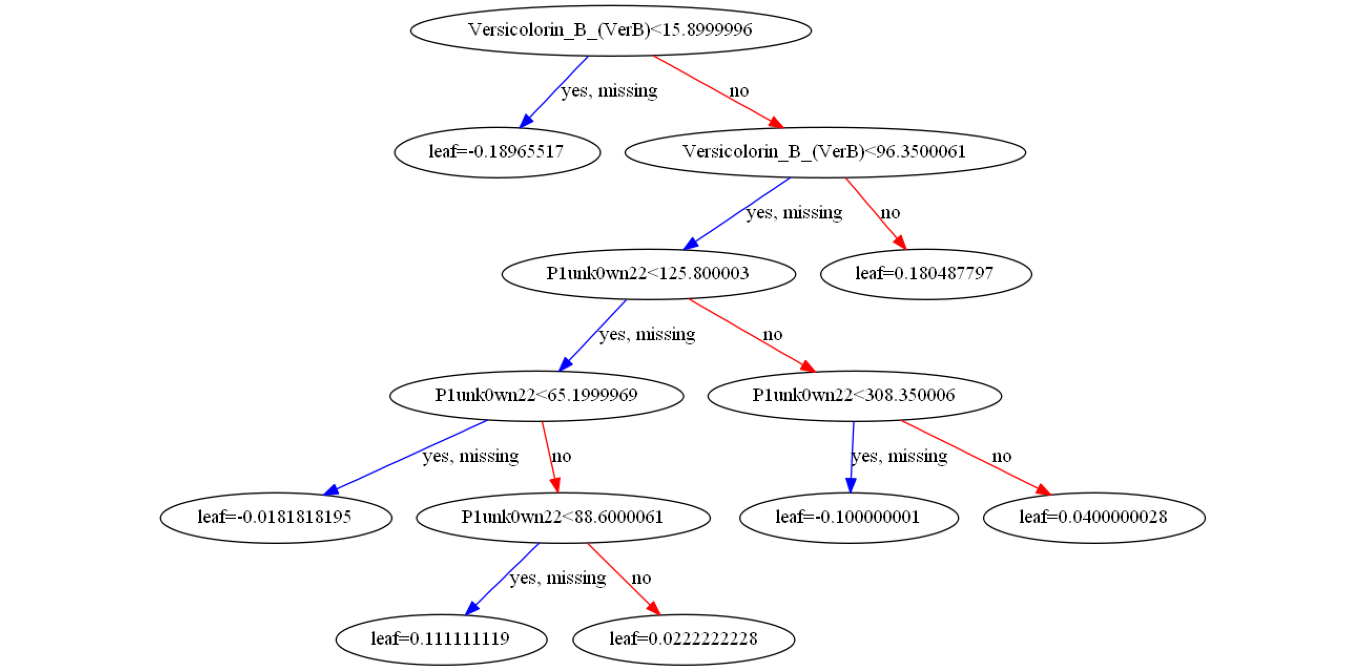 Versicolorin_B_(VerB)<15.8999996
yes, missing
no
leaf=-0.18965517
Versicolorin_B_(VerB)<96.3500061
yes, missing
no
P1unk0wn22<125.800003
leaf=0.180487797
yes, missing
no
P1unk0wn22<65.1999969
P1unk0wn22<308.350006
yes, missing
no
yes, missing
no
leaf=-0.0181818195
P1unk0wn22<88.6000061
leaf=-0.100000001
leaf=0.0400000028
yes, missing
no
leaf=0.111111119
leaf=0.0222222228